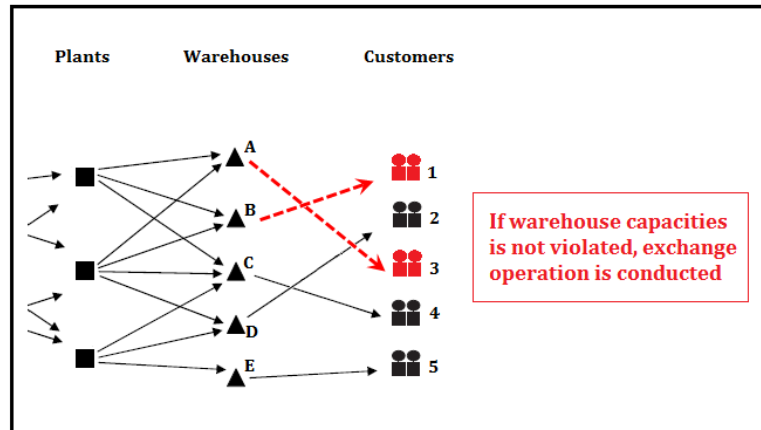 Plants Warehouses Customers
A
1
B
2
C
3
4
D
E
5
If warehouse capacities
is not violated, exchange
operation is conducted